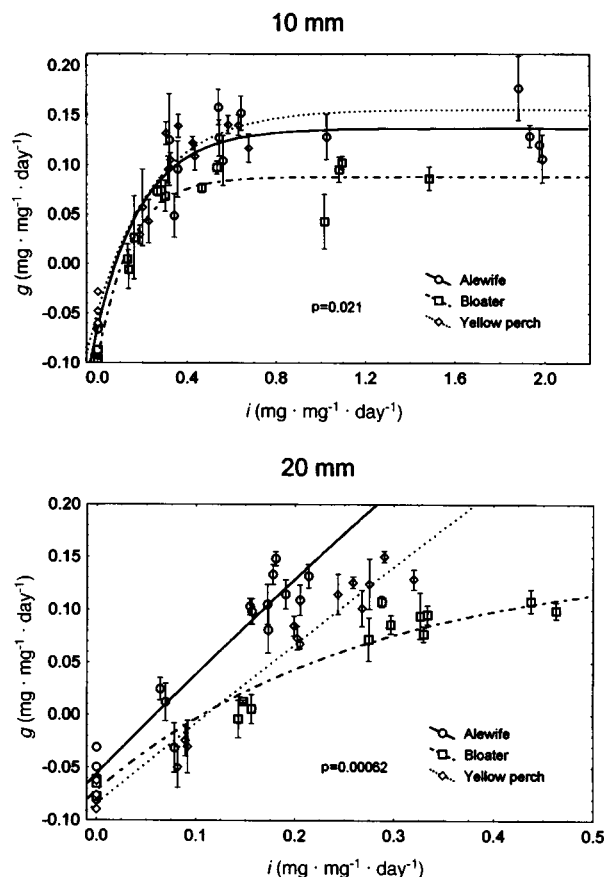 10 mm
0.20
0.15
0.10
0.05
0.00
-0.05
-0.10
g (mg · mg⁻¹ · day⁻¹)
Alewife
Bloater
Yellow perch
p=0.021
0.0 0.4 0.8 1.2 1.6 2.0
i (mg · mg⁻¹ · day⁻¹)
20 mm
0.20
0.15
0.10
0.05
0.00
-0.05
-0.10
g (mg · mg⁻¹ · day⁻¹)
Alewife
Bloater
Yellow perch
p=0.00062
0.0 0.1 0.2 0.3 0.4 0.5
i (mg · mg⁻¹ · day⁻¹)